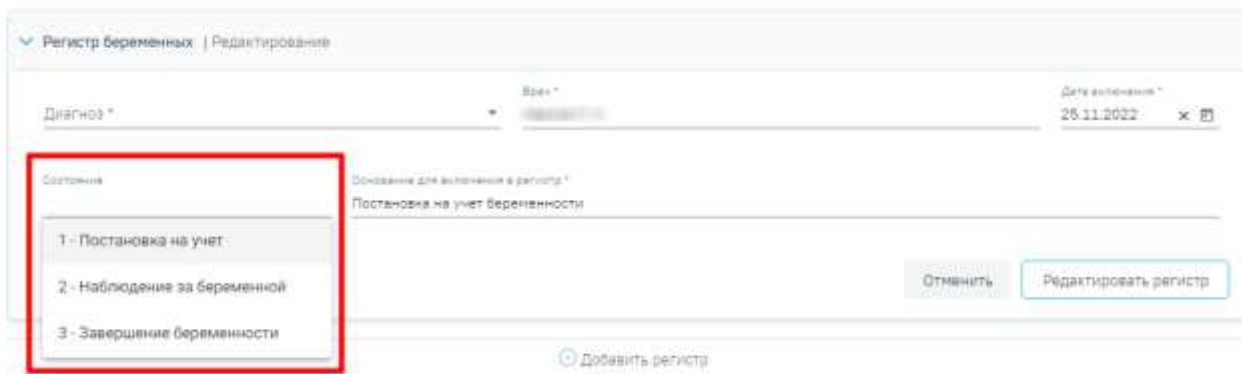 Регистр беременных | Редактирование
Врач *
Дата включения *
Диагноз *
25.11.2022
Состояние
Основание для включения в регистр *
Постановка на учет беременности
1 - Постановка на учет
2 - Наблюдение за беременной
3 - Завершение беременности
Отменить
Редактировать регистр
Добавить регистр